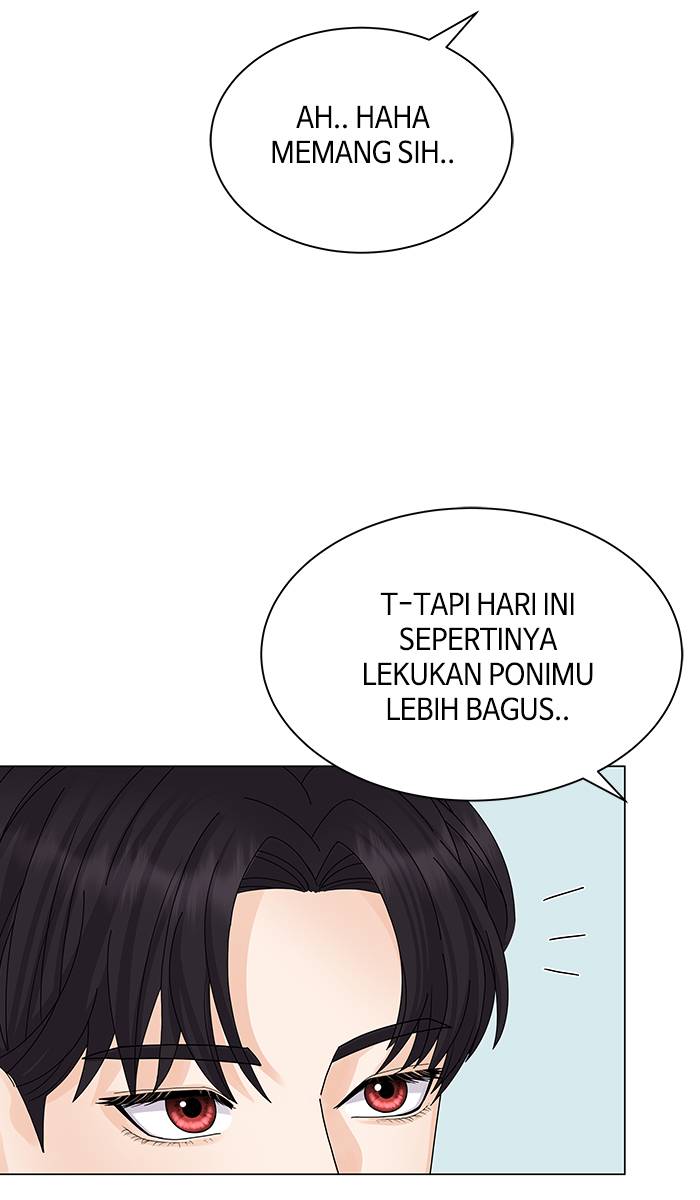 AH.. HAHA
MEMANG SIH..
T-TAPI HARI INI
SEPERTINYA
LEKUKAN PONIMU
LEBIH BAGUS..